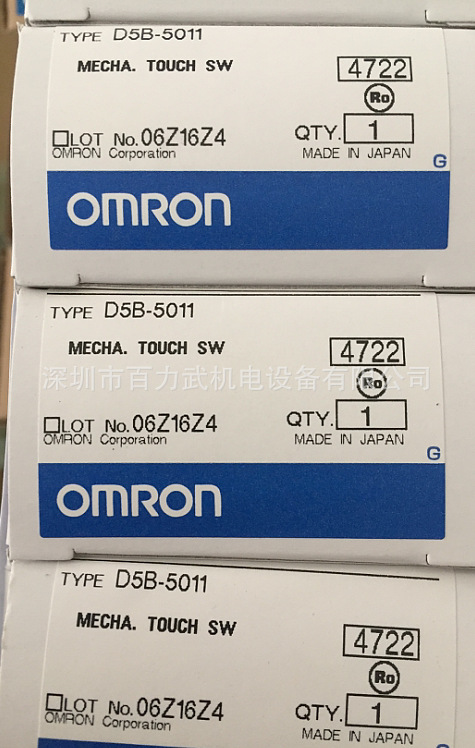 TYPE D5B-5011
MECHA. TOUCH SW
4722
Ro
□LOT No.06Z16Z4
QTY. 1
OMRON Corporation
MADE IN JAPAN
G
OMRON
TYPE D5B-5011
MECHA. TOUCH SW
4722
深圳市百力武机电设备有限公司
Ro
□LOT No.06Z16Z4
QTY. 1
OMRON Corporation
MADE IN JAPAN
G
OMRON
TYPE D5B-5011
MECHA. TOUCH SW
4722
Ro
□LOT No.06Z16Z4
QTY. 1
OMRON Corporation
MADE IN JAPAN